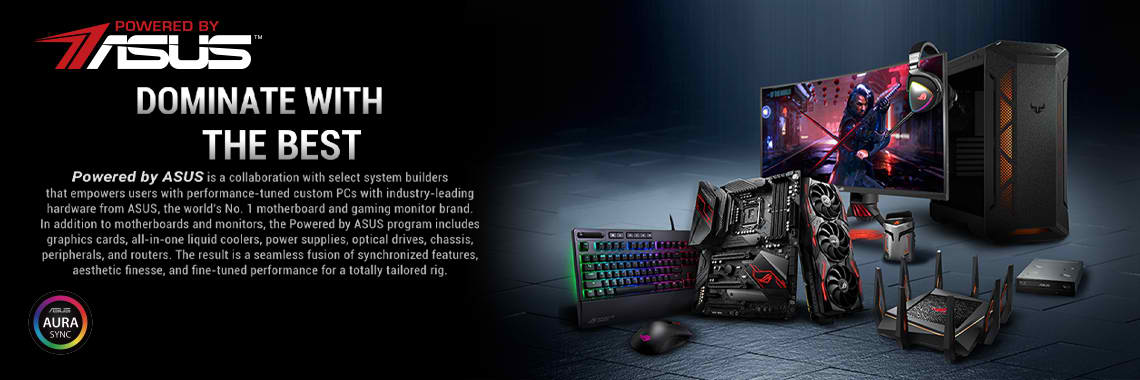 POWERED BY
ASUS™
DOMINATE WITH
THE BEST
Powered by ASUS is a collaboration with select system builders
that empowers users with performance-tuned custom PCs with industry-leading
hardware from ASUS, the world's No. 1 motherboard and gaming monitor brand.
In addition to motherboards and monitors, the Powered by ASUS program includes
graphics cards, all-in-one liquid coolers, power supplies, optical drives, chassis,
peripherals, and routers. The result is a seamless fusion of synchronized features,
aesthetic finesse, and fine-tuned performance for a totally tailored rig.
ASUS
AURA
SYNC